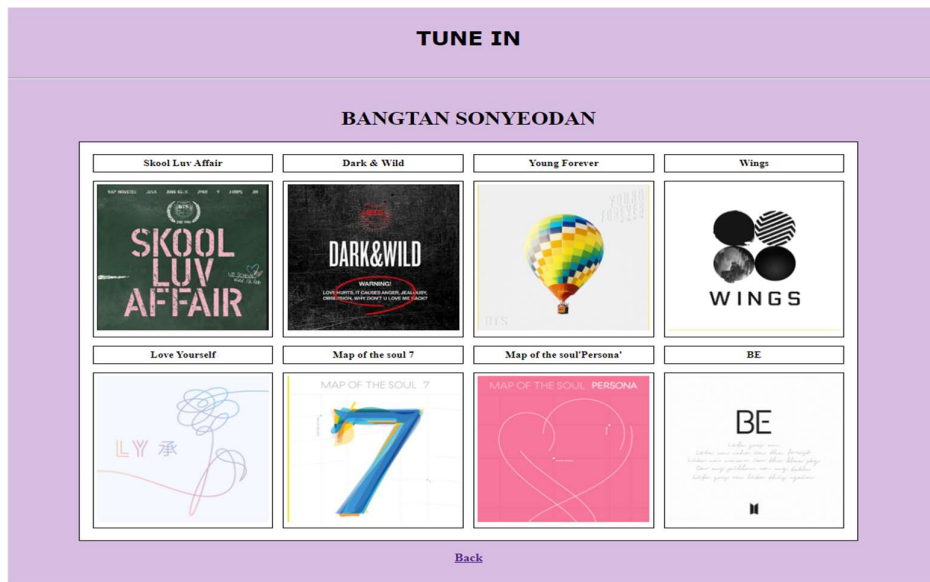 TUNE IN
BANGTAN SONYEODAN
Skool Luv Affair
Dark & Wild
Young Forever
Wings
SKOOL
LUV
AFFAIR
DARK&WILD
WARNING!
LOVE HURTS, IT CAUSES ANGER, JEALOUSY,
OBSESSION, WHY DON'T U LOVE ME BACK?
BTS
WINGS
Love Yourself
Map of the soul 7
Map of the soul'Persona'
BE
LY 承
MAP OF THE SOUL 7
MAP OF THE SOUL PERSONA
BE
Back